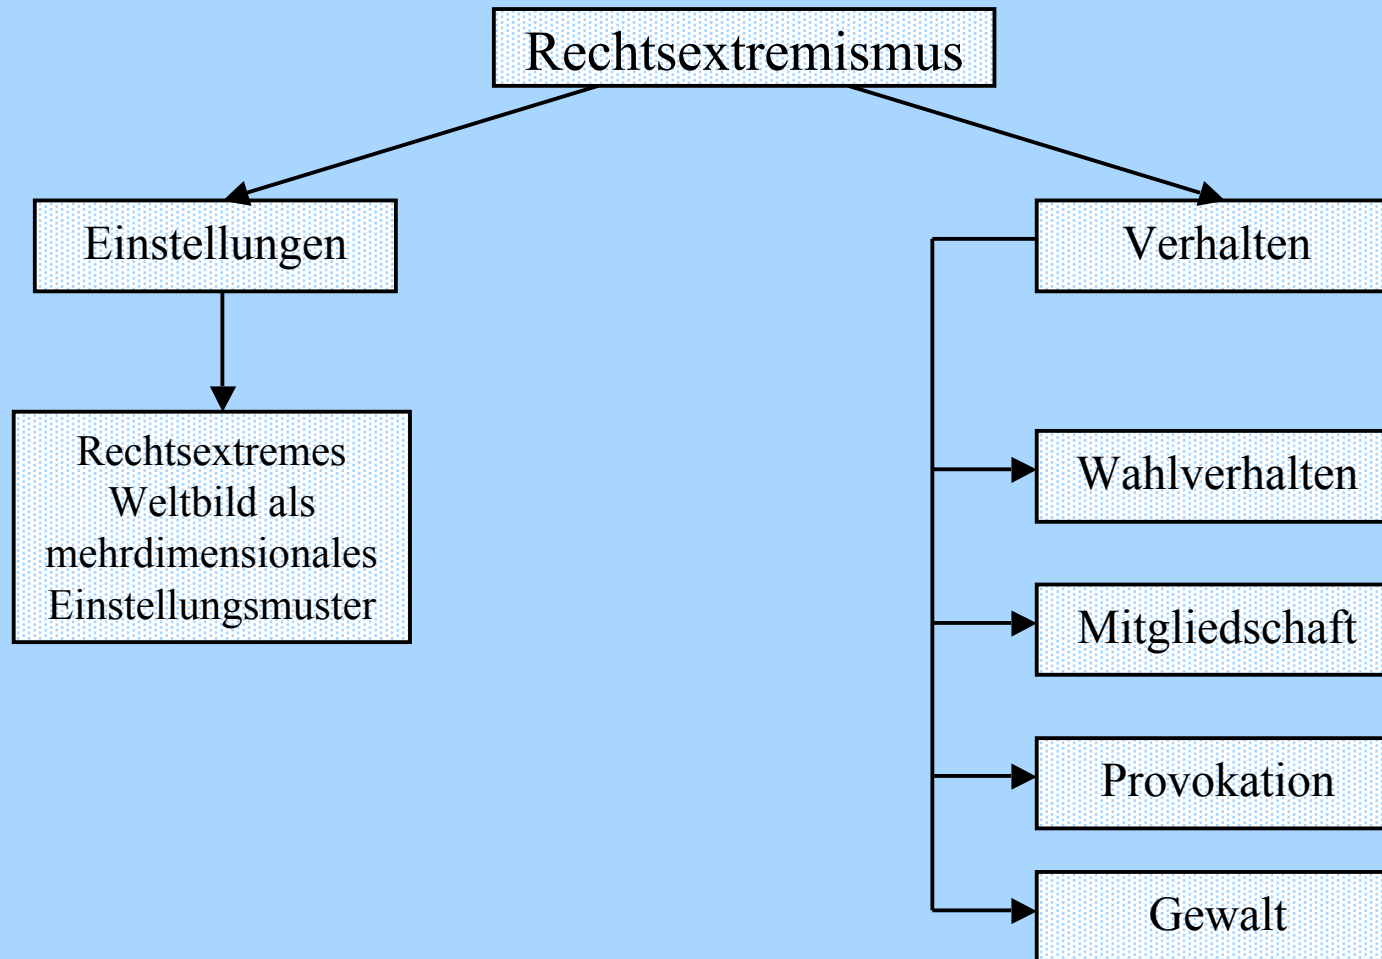 Rechtsextremismus
Einstellungen
Verhalten
Rechtsextremes
Weltbild als
mehrdimensionales
Einstellungsmuster
Wahlverhalten
Mitgliedschaft
Provokation
Gewalt